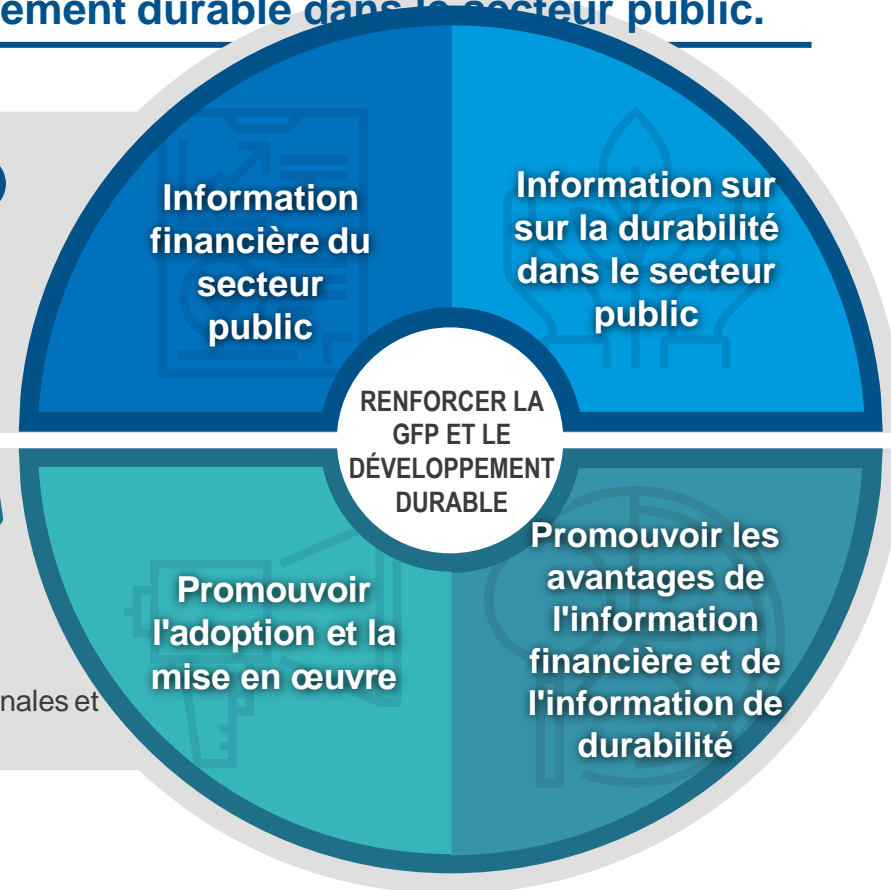 ement durable dans le secteur public.
Information
financière du
secteur
public
Information sur
sur la durabilité
dans le secteur
public
RENFORCER LA
GFP ET LE
DÉVELOPPEMENT
DURABLE
Promouvoir
l'adoption et la
mise en œuvre
Promouvoir les
avantages de
l'information
financière et de
l'information de
durabilité
nales et